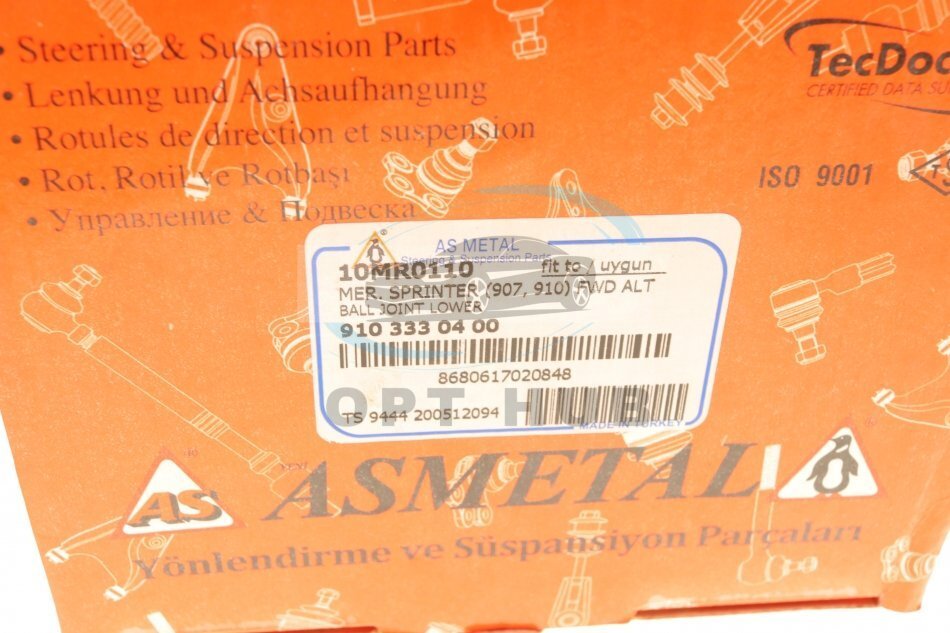 • Steering & Suspension Parts
• Lenkung und Achsaufhangung
• Rotules de direction et suspension
• Rot, Rotil ve Rotbaşı
• Управление & Подвеска
TecDoc
CERTIFIED DATA SU
ISO 9001
AS METAL
Steering & Suspension Parts
10MR0110 fit to / uygun
MER. SPRINTER (907, 910) FWD ALT
BALL JOINT LOWER
910 333 04 00
8680617020848
OPT HUB
TS 9444 200512094
MADE IN TURKEY
AS ASMETAL
Yönlendirme ve Süspansiyon Parçaları